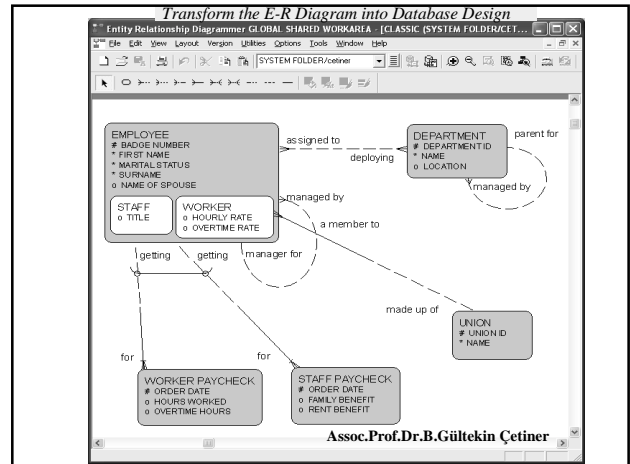 Transform the E-R Diagram into Database Design
Entity Relationship Diagrammer GLOBAL SHARED WORKAREA - [CLASSIC (SYSTEM FOLDER/CET...
File Edit View Layout Version Utilities Options Tools Window Help
SYSTEM FOLDER/cetiner
EMPLOYEE
# BADGE NUMBER
* FIRST NAME
* MARITAL STATUS
* SURNAME
o NAME OF SPOUSE
STAFF
o TITLE
WORKER
o HOURLY RATE
o OVERTIME RATE
assigned to
deploying
DEPARTMENT
# DEPARTMENT ID
* NAME
o LOCATION
parent for
managed by
managed by
a member to
getting
getting
manager for
made up of
UNION
# UNION ID
* NAME
for
for
WORKER PAYCHECK
# ORDER DATE
o HOURS WORKED
o OVERTIME HOURS
STAFF PAYCHECK
# ORDER DATE
o FAMILY BENEFIT
o RENT BENEFIT
Assoc.Prof.Dr.B.Gültekin Çetiner